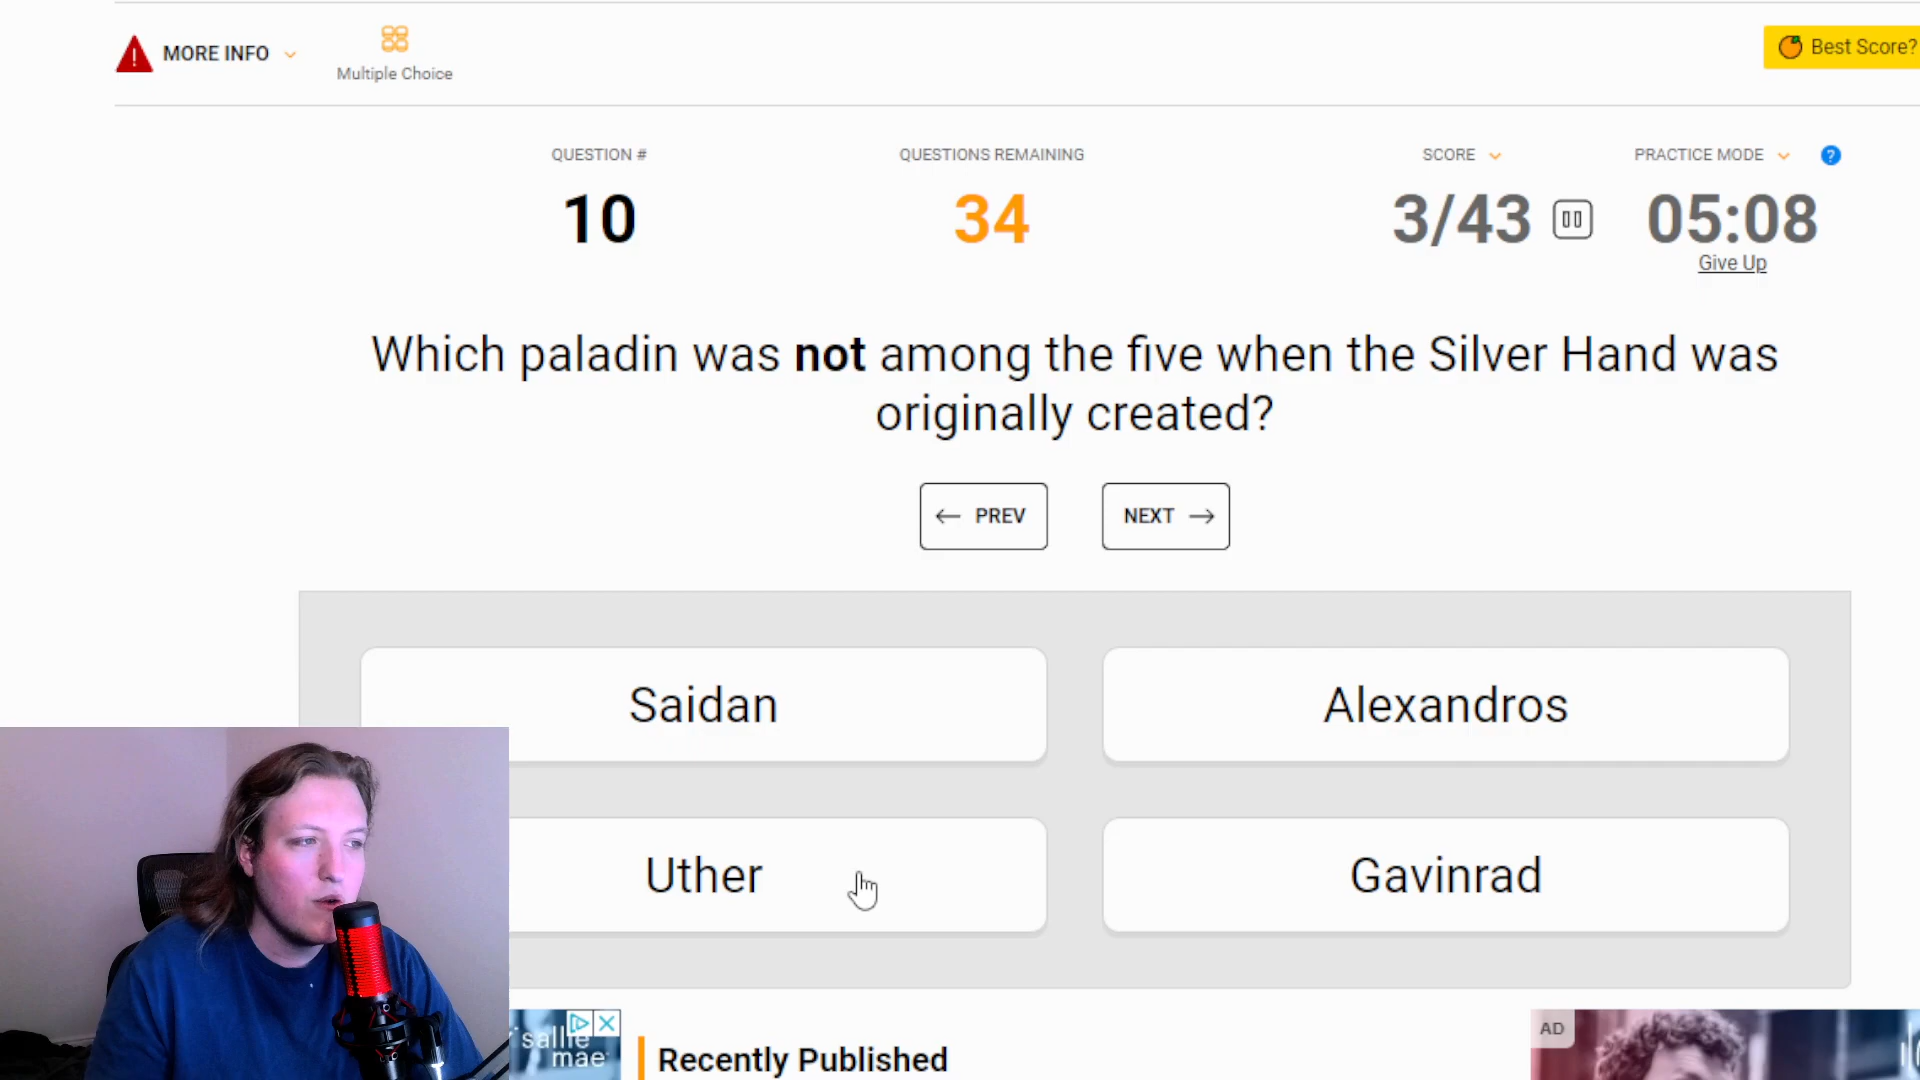 MORE INFO
Multiple Choice
Best Score?
QUESTION #
QUESTIONS REMAINING
SCORE
PRACTICE MODE
?
10
34
3/43
05:08
Give Up
Which paladin was not among the five when the Silver Hand was
originally created?
← PREV
NEXT →
Saidan
Alexandros
Uther
Gavinrad
sallie
mae
Recently Published
AD